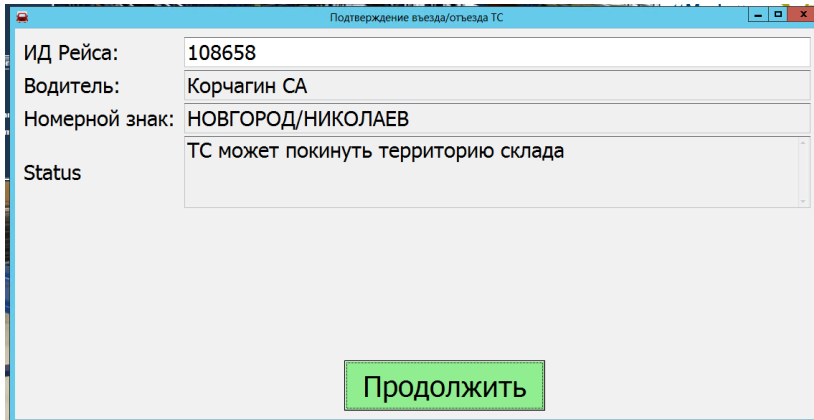 Подтверждение въезда/отъезда ТС
ИД Рейса: 108658
Водитель: Корчагин СА
Номерной знак: НОВГОРОД/НИКОЛАЕВ
Status ТС может покинуть территорию склада
Продолжить